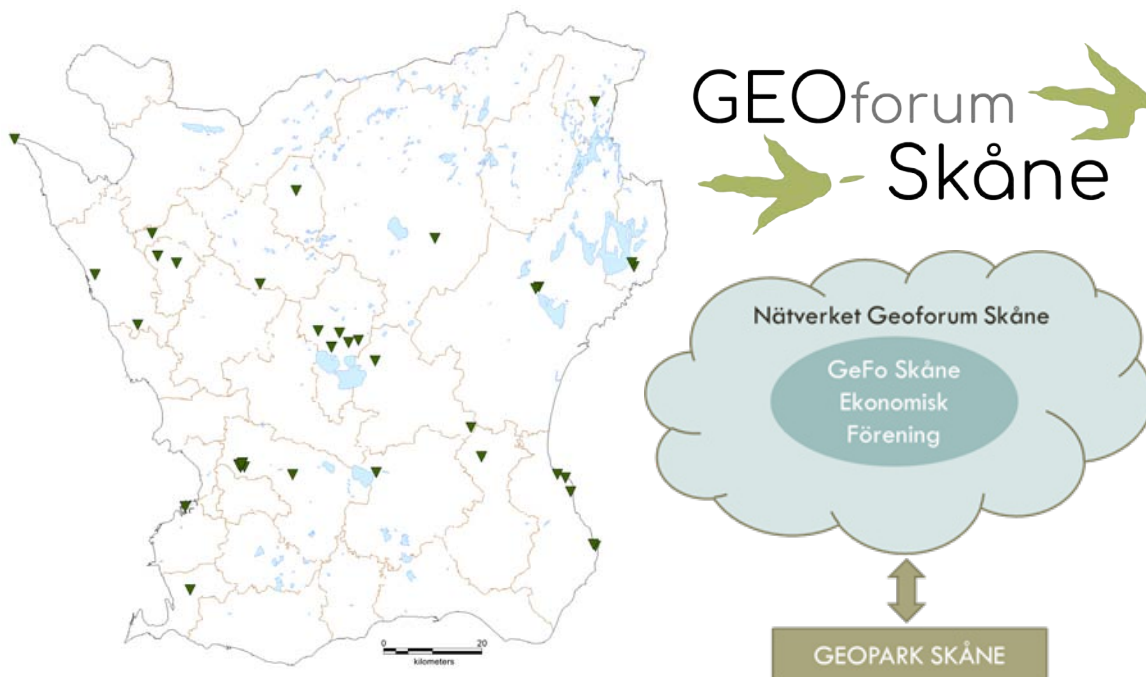 GEOforum
Skåne
Nätverket Geoforum Skåne
GeFo Skåne
Ekonomisk
Förening
GEOPARK SKÅNE
0 20
kilometers